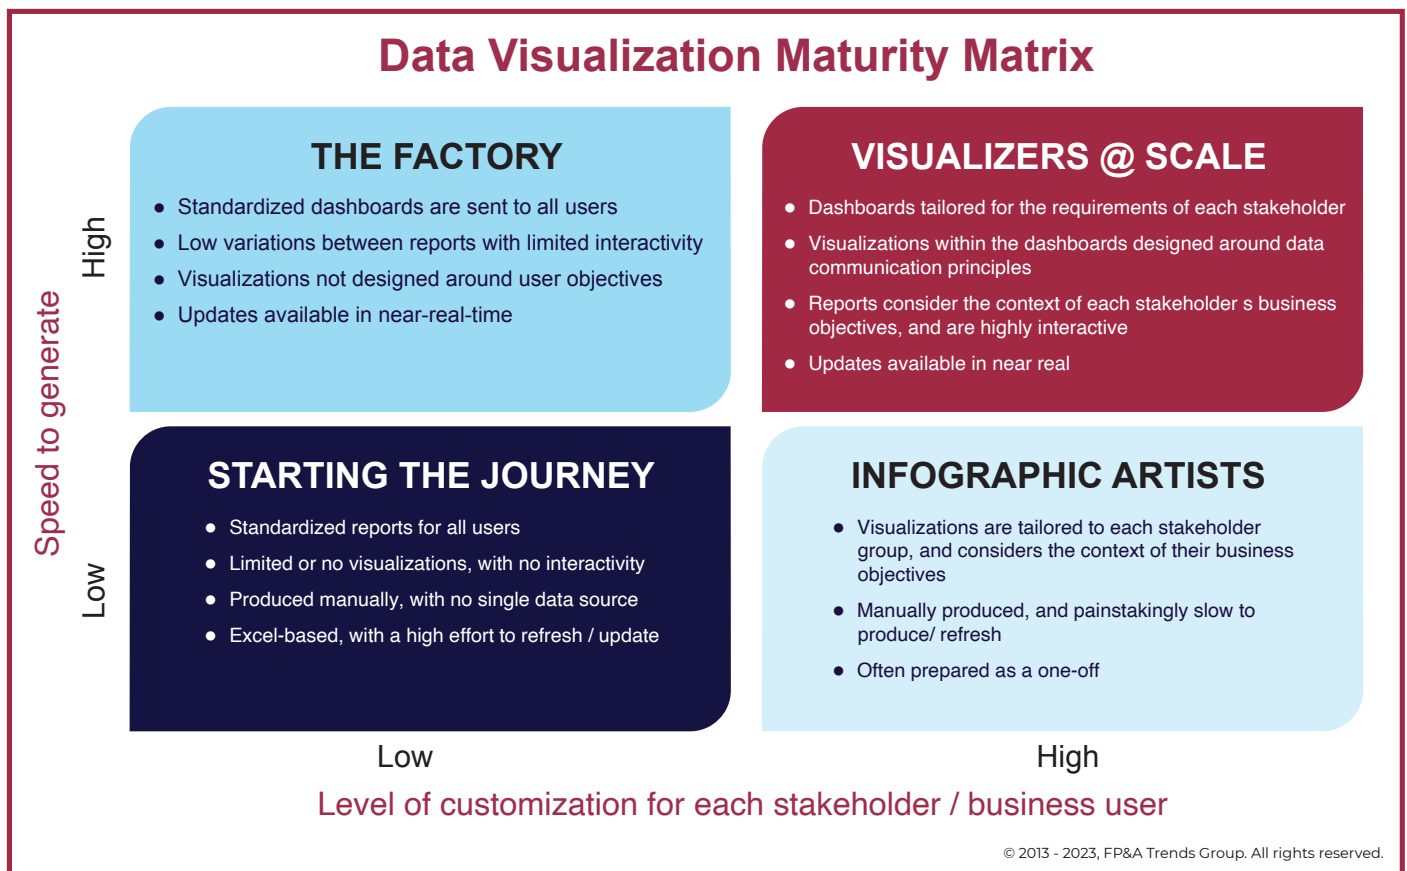 Data Visualization Maturity Matrix
THE FACTORY
● Standardized dashboards are sent to all users
● Low variations between reports with limited interactivity
● Visualizations not designed around user objectives
● Updates available in near-real-time
VISUALIZERS @ SCALE
● Dashboards tailored for the requirements of each stakeholder
● Visualizations within the dashboards designed around data
communication principles
● Reports consider the context of each stakeholder s business
objectives, and are highly interactive
● Updates available in near real
High
Speed to generate
Low
STARTING THE JOURNEY
● Standardized reports for all users
● Limited or no visualizations, with no interactivity
● Produced manually, with no single data source
● Excel-based, with a high effort to refresh / update
INFOGRAPHIC ARTISTS
● Visualizations are tailored to each stakeholder
group, and considers the context of their business
objectives
● Manually produced, and painstakingly slow to
produce/ refresh
● Often prepared as a one-off
Low
High
Level of customization for each stakeholder / business user
© 2013 - 2023, FP&A Trends Group. All rights reserved.